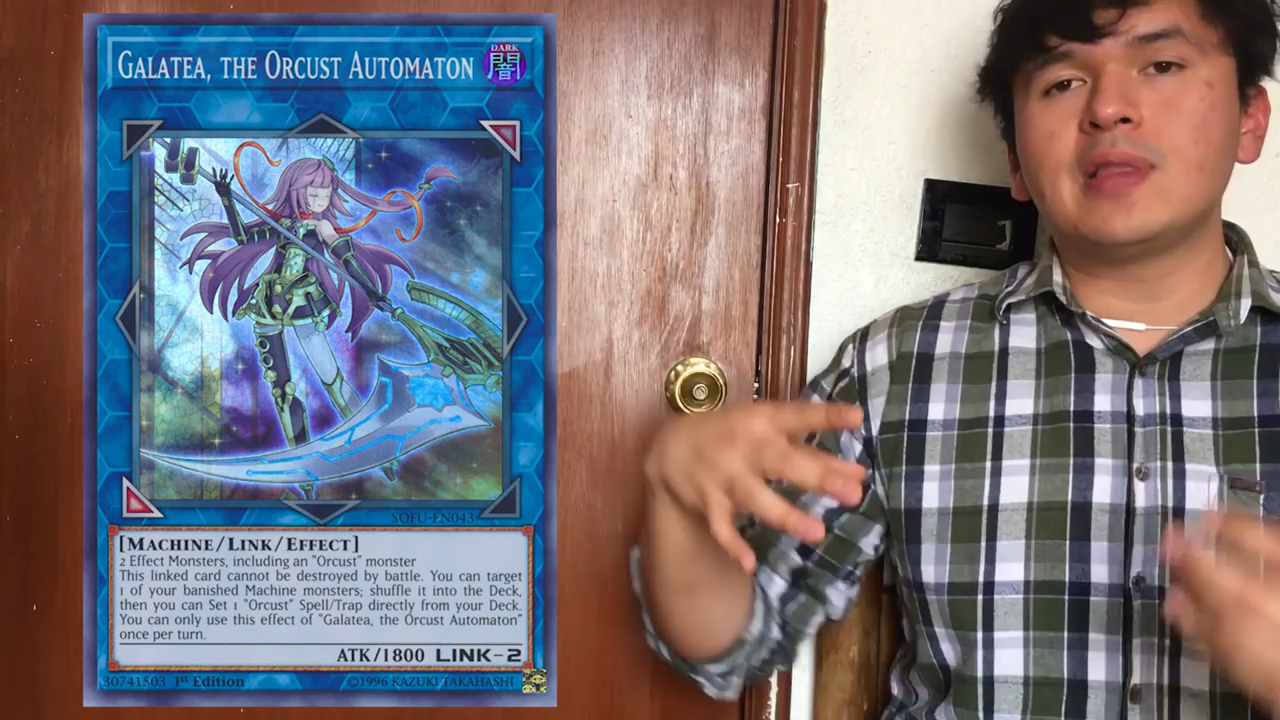 GALATEA, THE ORCUST AUTOMATON
DARK
闇
SOFU-EN043
[MACHINE/LINK/EFFECT]
2 Effect Monsters, including an "Orcust" monster
This linked card cannot be destroyed by battle. You can target
1 of your banished Machine monsters; shuffle it into the Deck,
then you can Set 1 "Orcust" Spell/Trap directly from your Deck.
You can only use this effect of "Galatea, the Orcust Automaton"
once per turn.
ATK/1800 LINK-2
30741503 1st Edition ©1996 KAZUKI TAKAHASHI